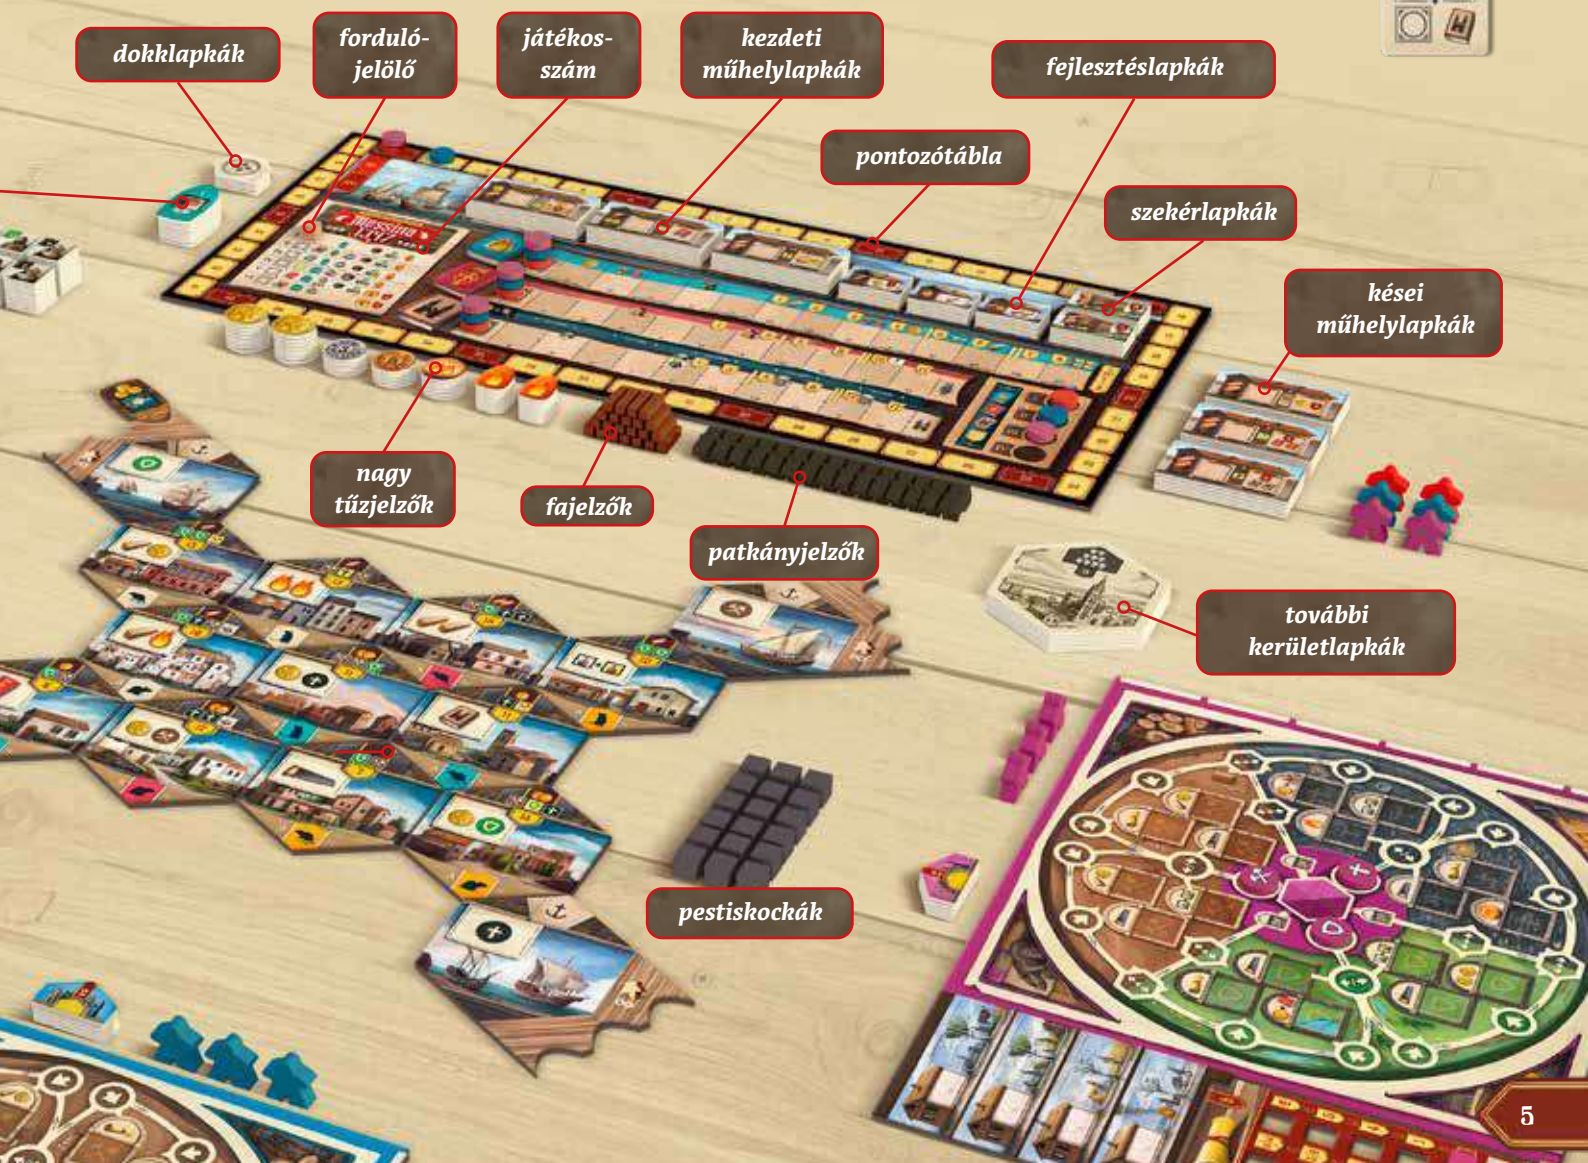 dokklapkák
forduló-
jelölő
játékos-
szám
kezdeti
műhelylapkák
fejlesztéslapkák
pontozótábla
szekérlapkák
kései
műhelylapkák
nagy
tűzjelzők
fajelzők
patkányjelzők
további
kerületlapkák
pestiskockák
5